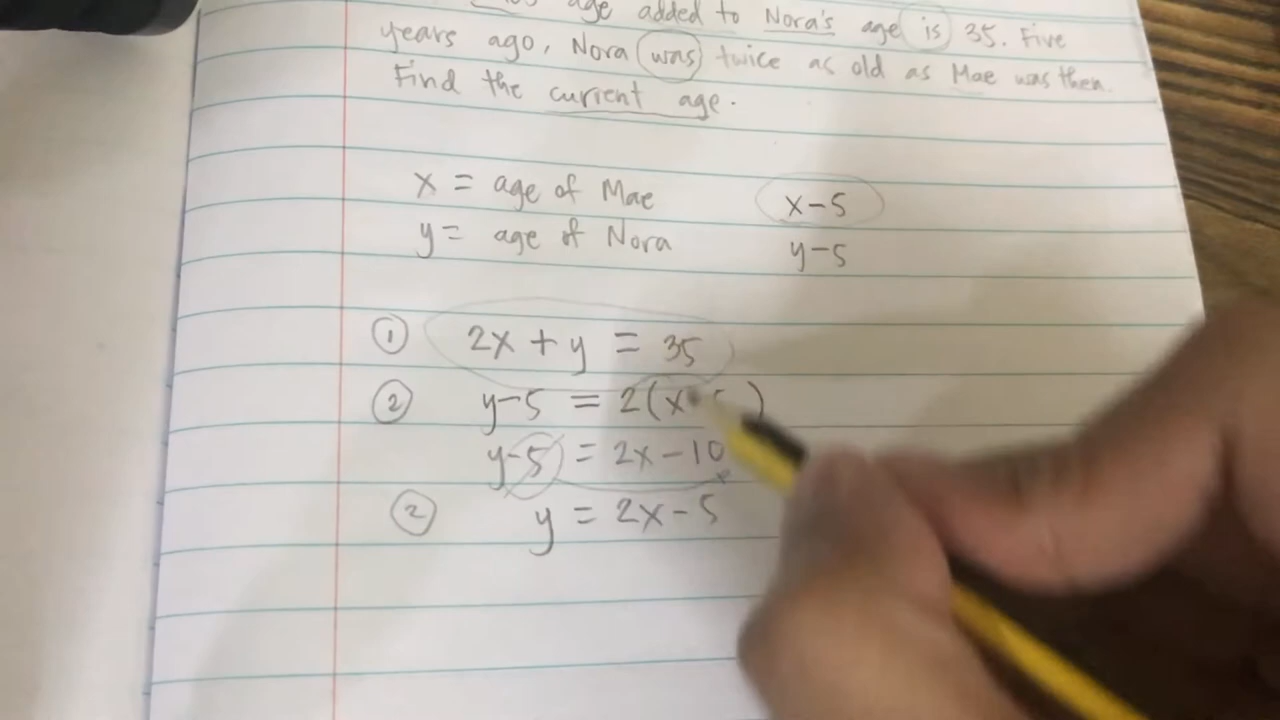 age added to Nora's age is 35. Five
years ago, Nora was twice as old as Mae was then.
Find the current age.
x = age of Mae x-5
y = age of Nora y-5
① 2x + y = 35
② y-5 = 2(x-5)
y-5 = 2x-10
② y = 2x-5